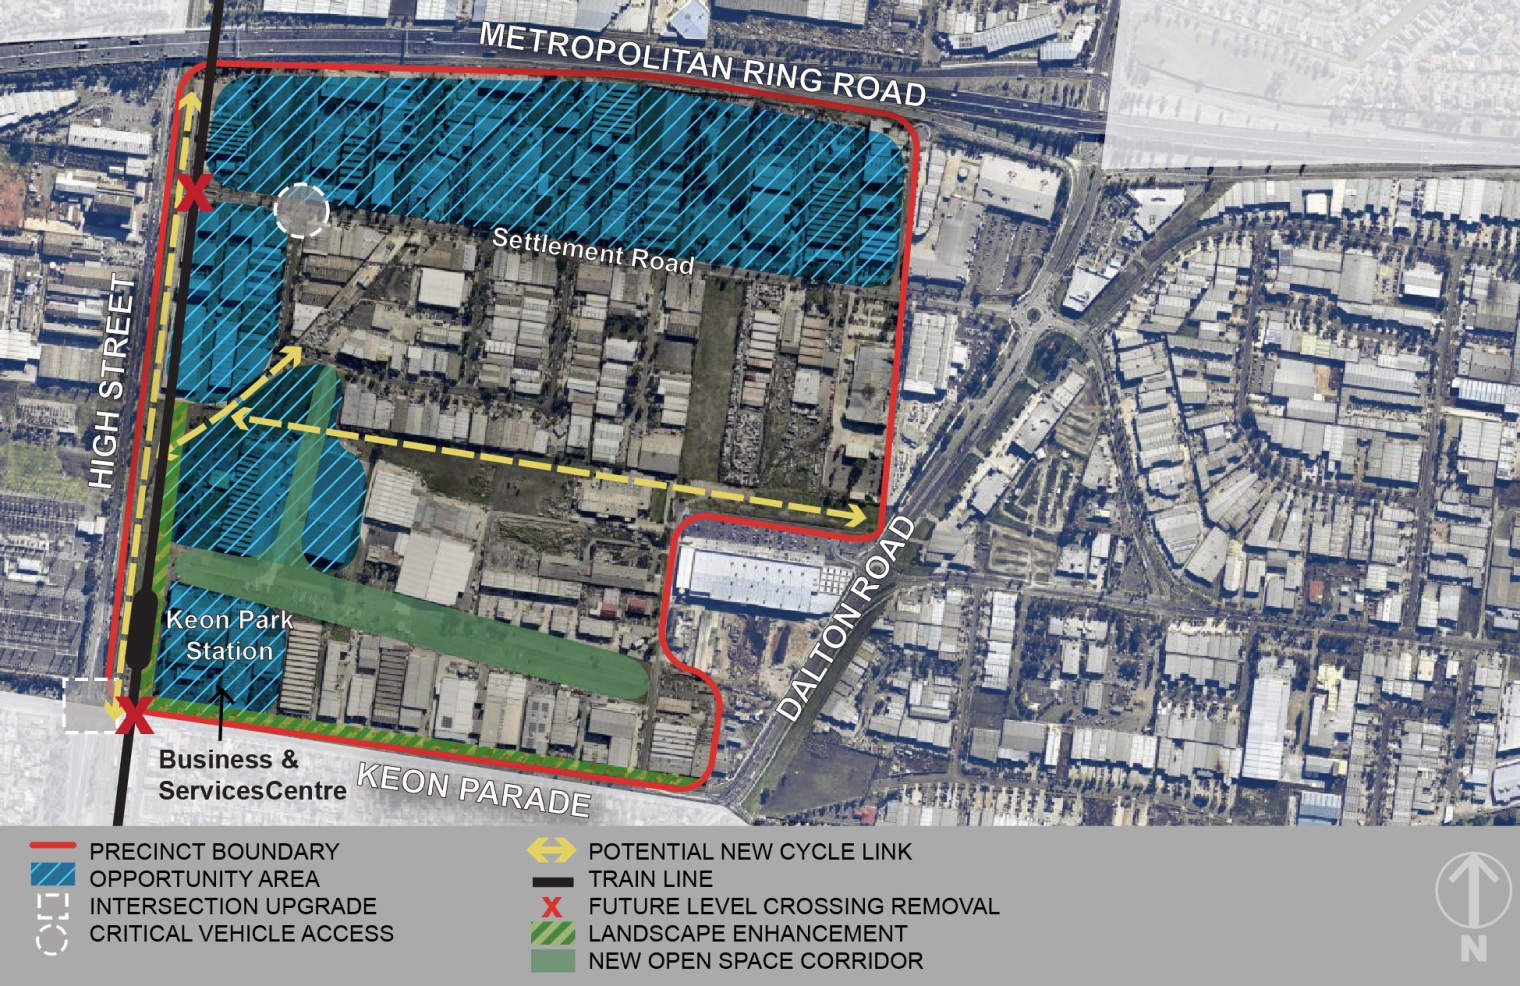 METROPOLITAN RING ROAD
Settlement Road
HIGH STREET
DALTON ROAD
Keon Park
Station
Business &
ServicesCentre
KEON PARADE
PRECINCT BOUNDARY
OPPORTUNITY AREA
INTERSECTION UPGRADE
CRITICAL VEHICLE ACCESS
POTENTIAL NEW CYCLE LINK
TRAIN LINE
X FUTURE LEVEL CROSSING REMOVAL
LANDSCAPE ENHANCEMENT
NEW OPEN SPACE CORRIDOR
N